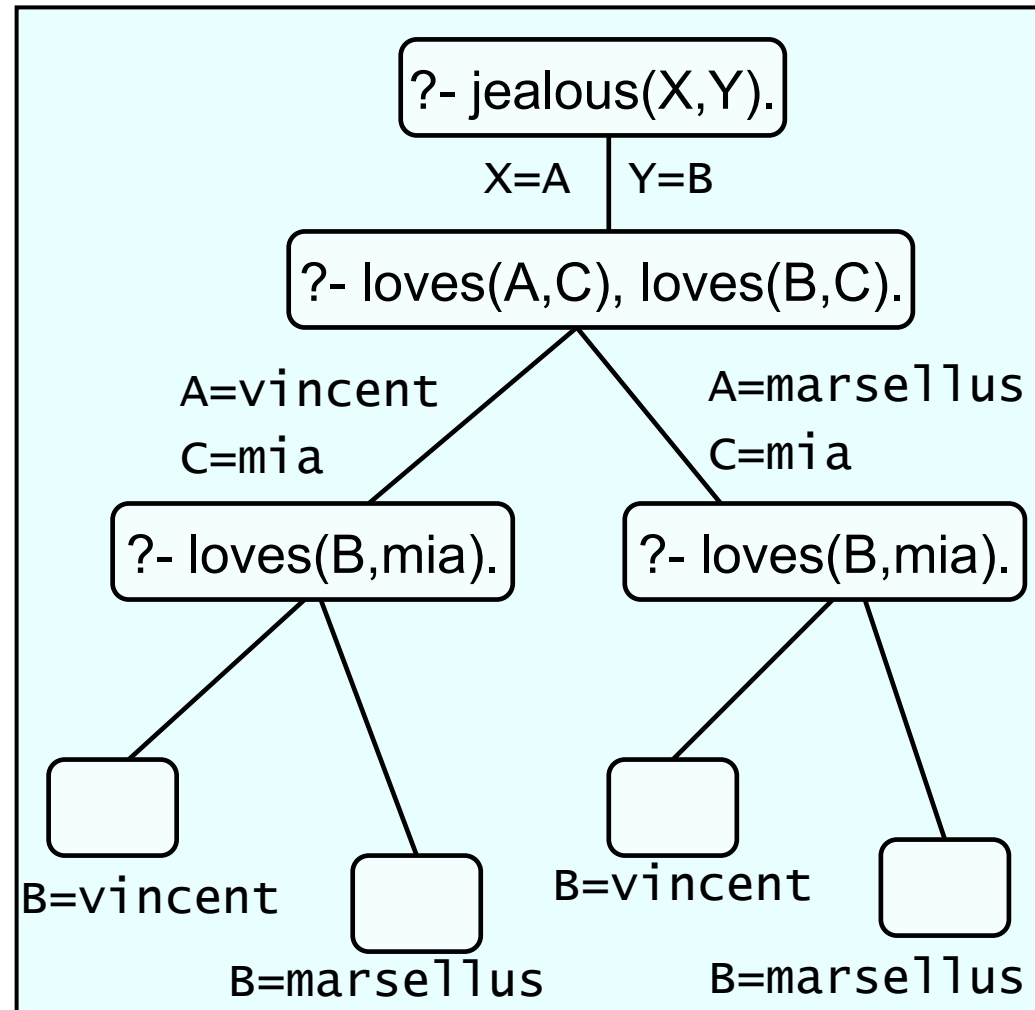 ?- jealous(X,Y).
X=A Y=B
?- loves(A,C), loves(B,C).
A=vincent
C=mia
A=marsellus
C=mia
?- loves(B,mia).
?- loves(B,mia).
B=vincent
B=marsellus
B=vincent
B=marsellus